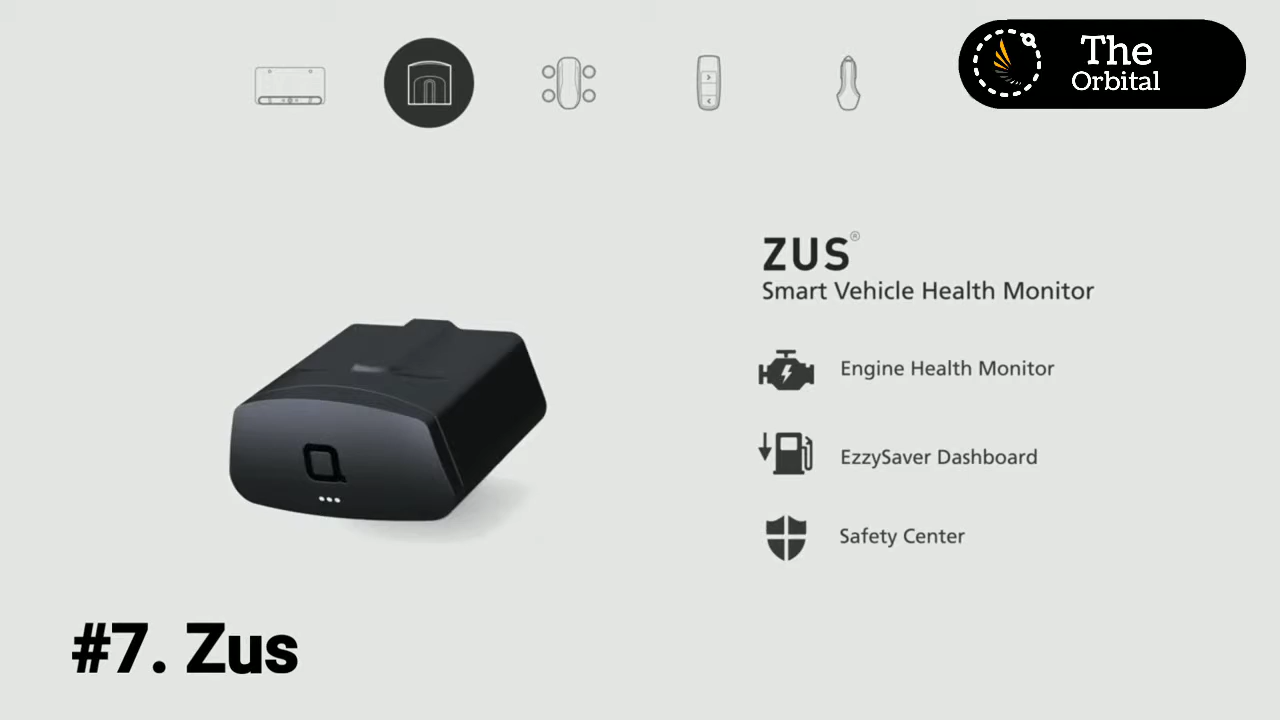 The
Orbital
ZUS®
Smart Vehicle Health Monitor
Engine Health Monitor
EzzySaver Dashboard
Safety Center
#7. Zus